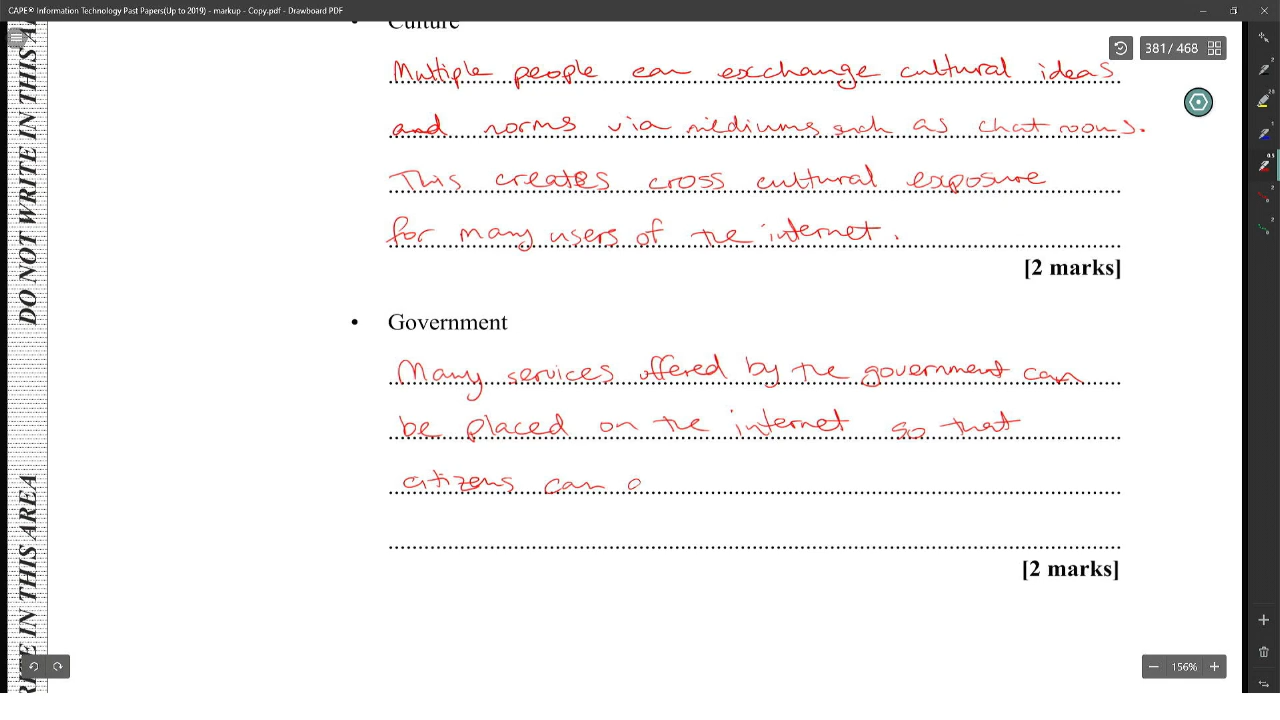 CAPE® Information Technology Past Papers(Up to 2019) - markup - Copy.pdf - Drawboard PDF
DO NOT WRITE IN THIS A
RITE IN THIS AREA
381 / 468
• Culture
Multiple people can exchange cultural ideas
and norms via mediums such as chat rooms.
This creates cross cultural exposure
for many users of the internet.
[2 marks]
• Government
Many services offered by the government can
be placed on the internet so that
citizens can a
[2 marks]
156%